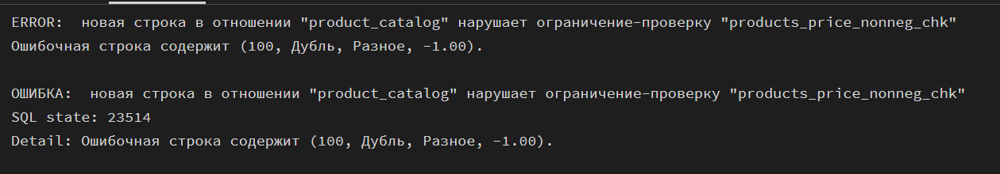 ERROR:  новая строка в отношении "product_catalog" нарушает ограничение-проверку "products_price_nonneg_chk"
Ошибочная строка содержит (100, Дубль, Разное, -1.00).
ОШИБКА:  новая строка в отношении "product_catalog" нарушает ограничение-проверку "products_price_nonneg_chk"
SQL state: 23514
Detail: Ошибочная строка содержит (100, Дубль, Разное, -1.00).